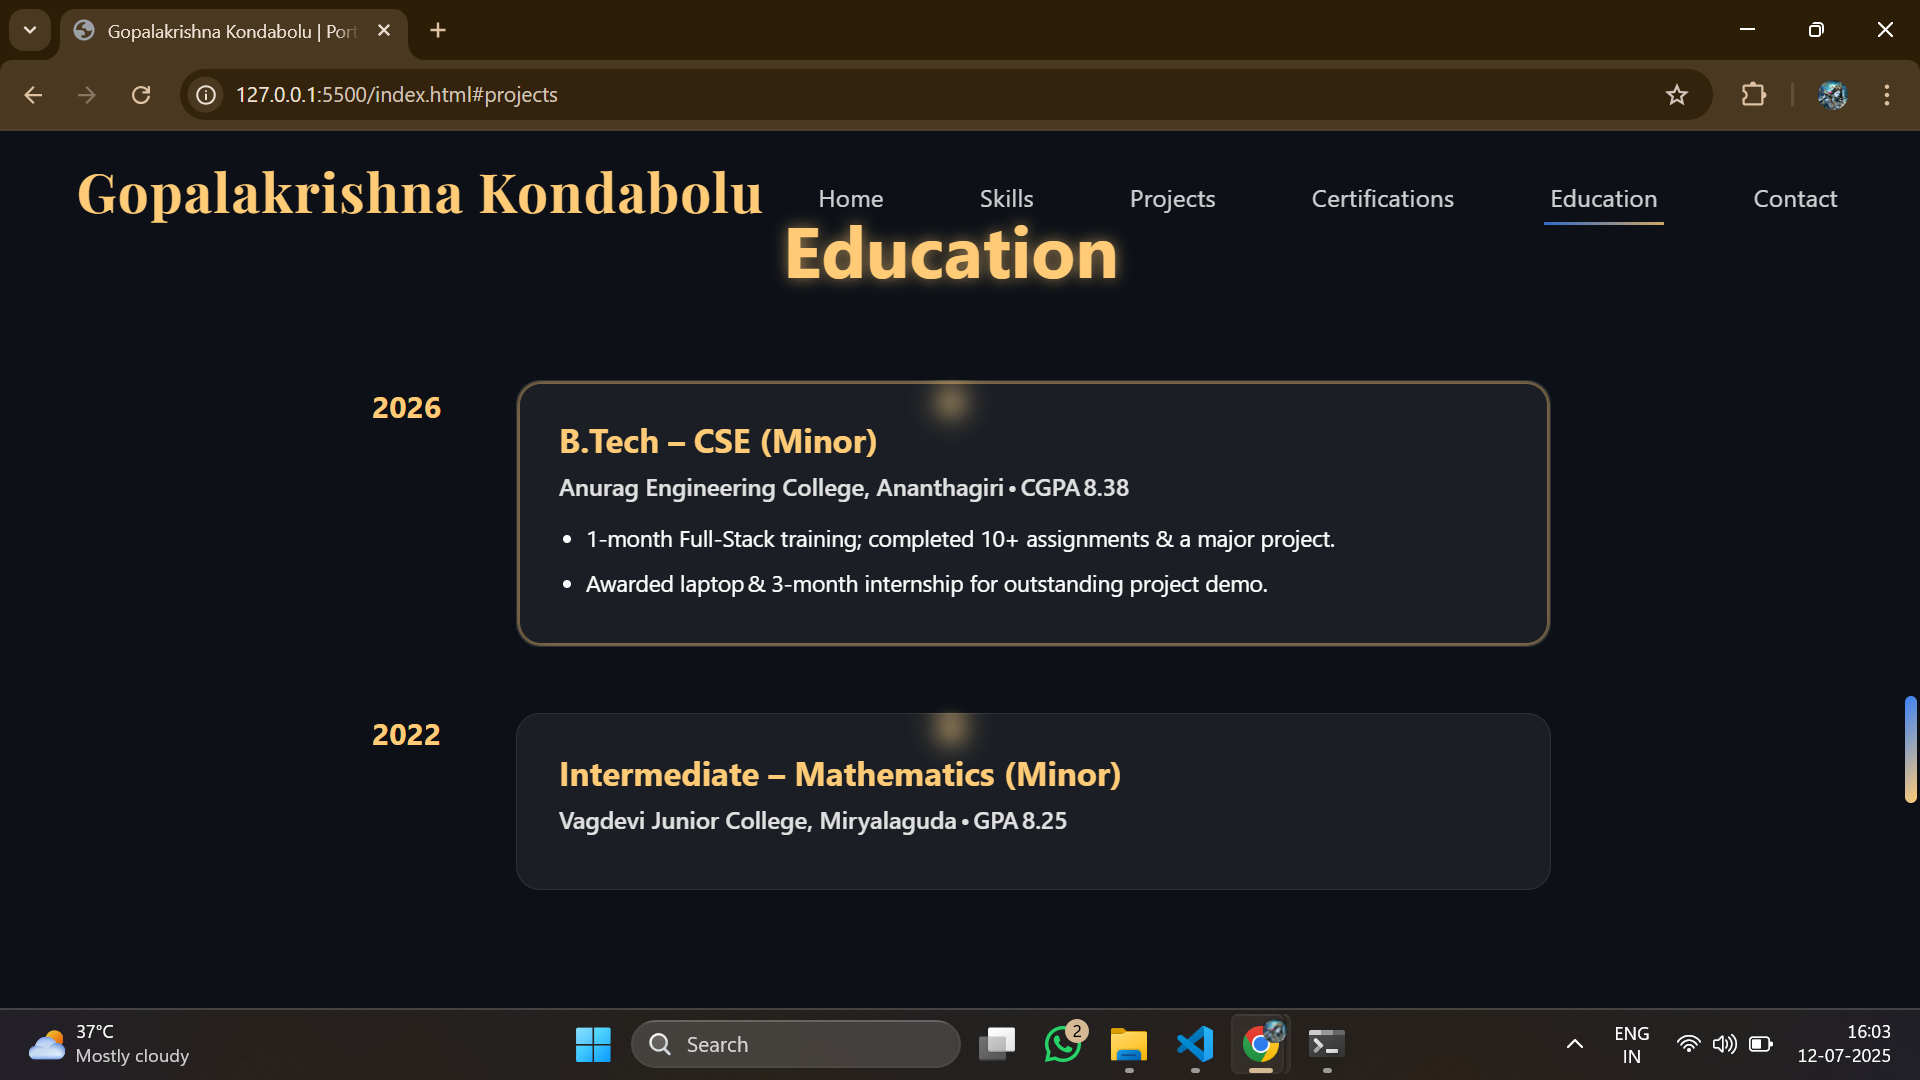 Gopalakrishna Kondabolu | Port
127.0.0.1:5500/index.html#projects
Gopalakrishna Kondabolu
Home
Skills
Projects
Certifications
Education
Contact
Education
2026
B.Tech – CSE (Minor)
Anurag Engineering College, Ananthagiri • CGPA 8.38
• 1-month Full-Stack training; completed 10+ assignments & a major project.
• Awarded laptop & 3-month internship for outstanding project demo.
2022
Intermediate – Mathematics (Minor)
Vagdevi Junior College, Miryalaguda • GPA 8.25
37°C
Mostly cloudy
Search
2
ENG
IN
16:03
12-07-2025